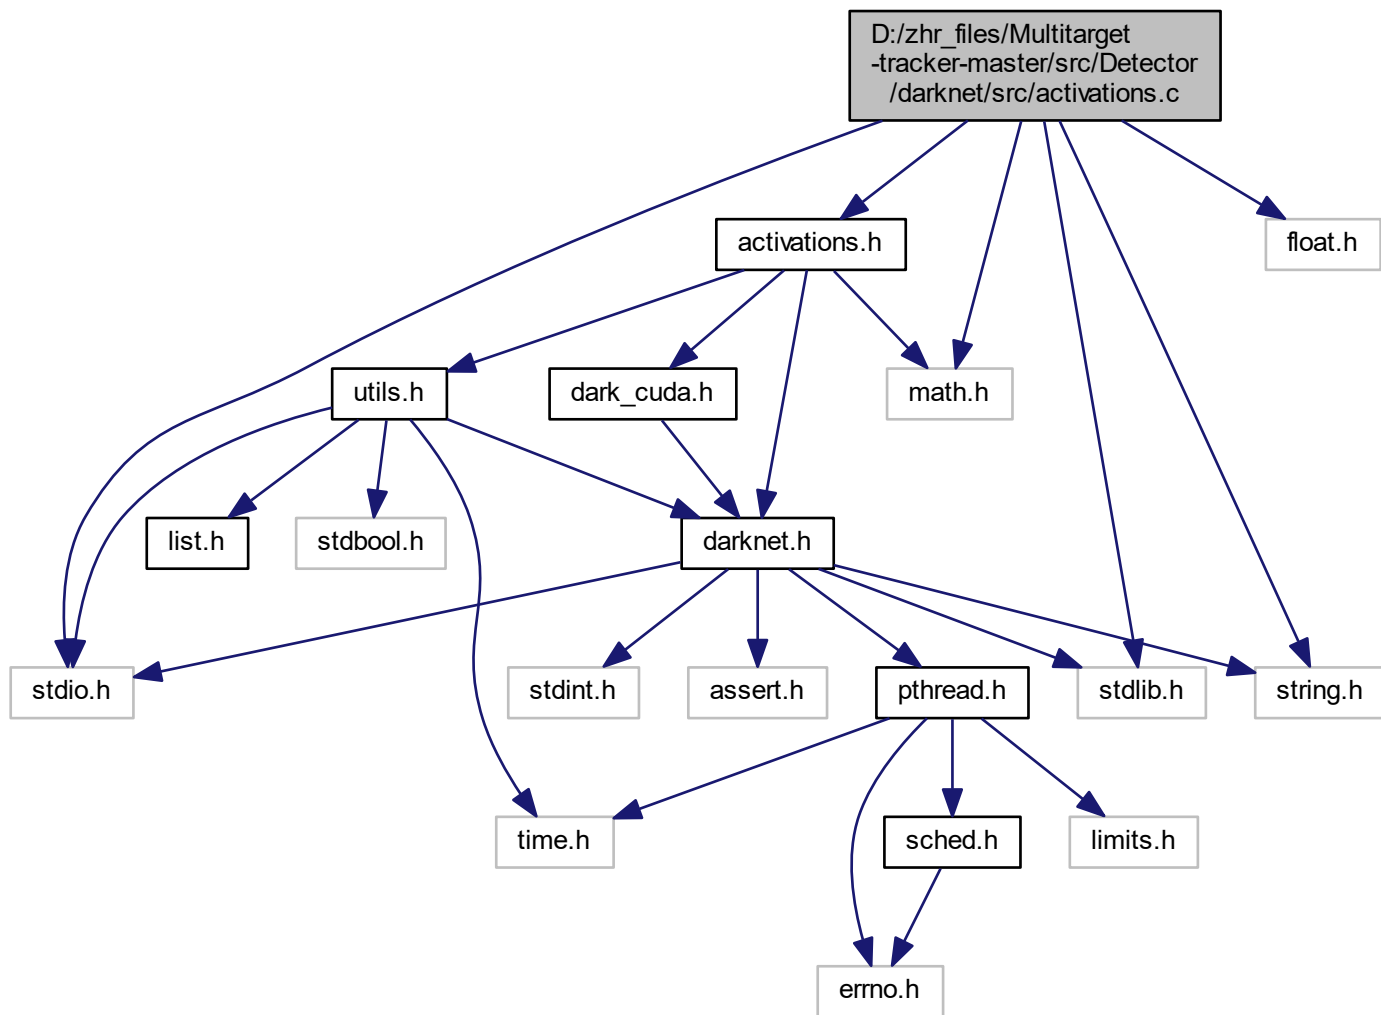 D:/zhr_files/Multitarget
-tracker-master/src/Detector
/darknet/src/activations.c
activations.h
float.h
utils.h
dark_cuda.h
math.h
list.h
stdbool.h
darknet.h
stdio.h
stdint.h
assert.h
pthread.h
stdlib.h
string.h
time.h
sched.h
limits.h
errno.h